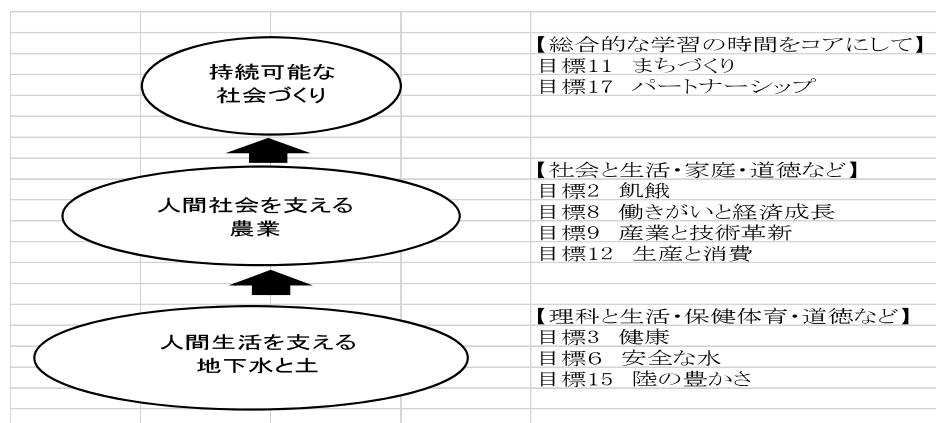 持続可能な
社会づくり
【総合的な学習の時間をコアにして】
目標11　まちづくり
目標17　パートナーシップ
人間社会を支える
農業
【社会と生活・家庭・道徳など】
目標2　飢餓
目標8　働きがいと経済成長
目標9　産業と技術革新
目標12　生産と消費
人間生活を支える
地下水と土
【理科と生活・保健体育・道徳など】
目標3　健康
目標6　安全な水
目標15　陸の豊かさ